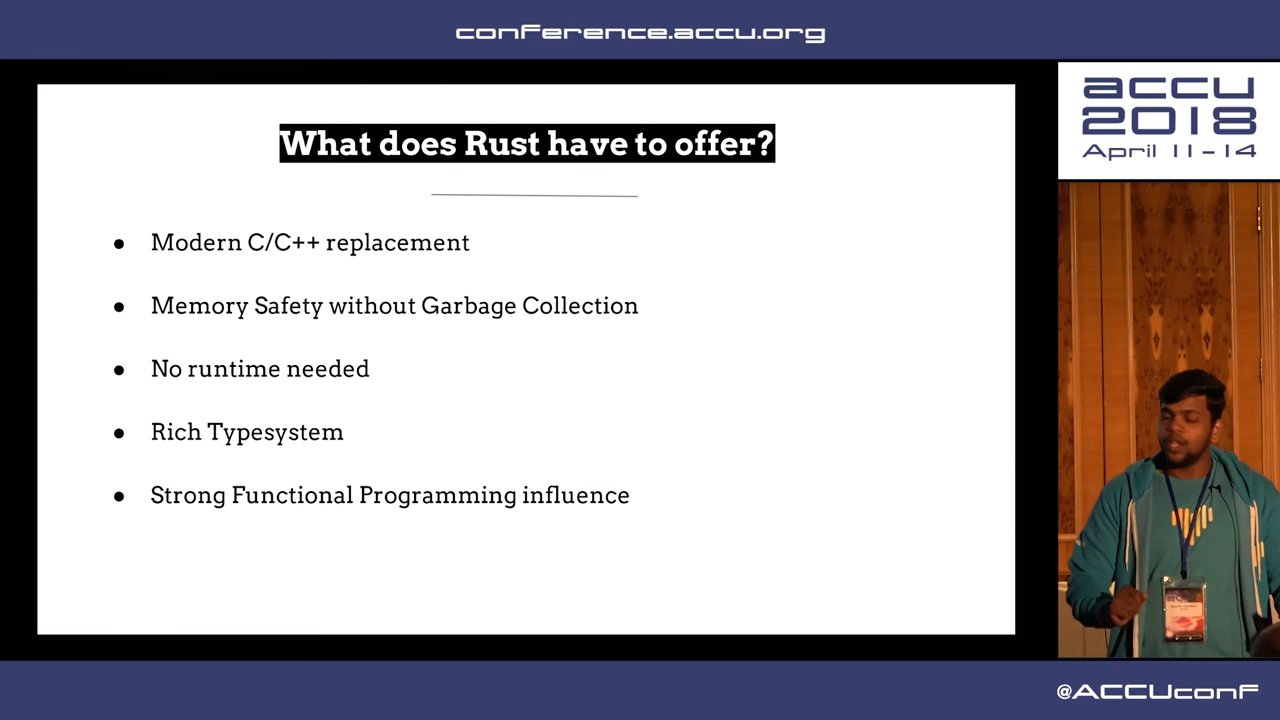 conference.accu.org
accu
2018
April 11-14
What does Rust have to offer?
● Modern C/C++ replacement
● Memory Safety without Garbage Collection
● No runtime needed
● Rich Typesystem
● Strong Functional Programming influence
@ACCUconf